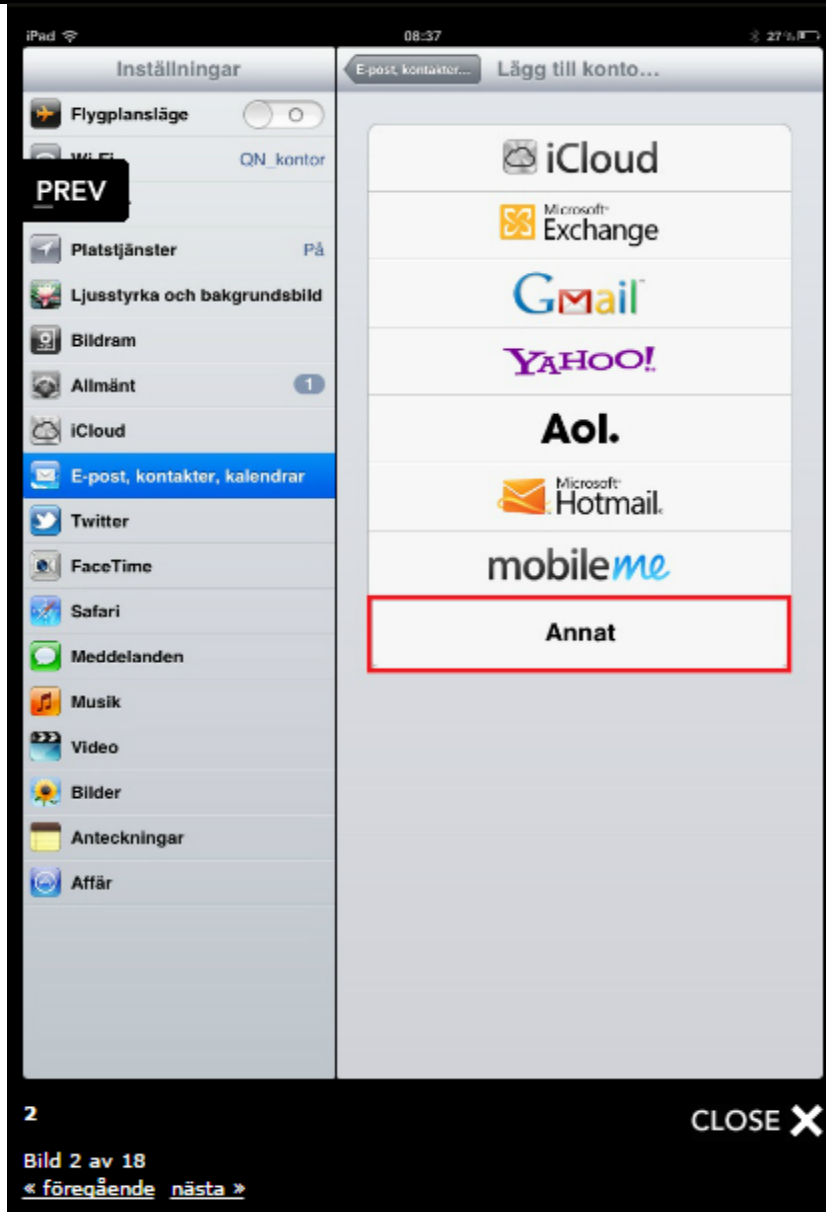 iPad 08:37 27%
Inställningar
E-post, kontakter... Lägg till konto...
Flygplansläge O
Wi-Fi QN_kontor
PREV
Platstjänster På
Ljusstyrka och bakgrundsbild
Bildram
Allmänt 1
iCloud
E-post, kontakter, kalendrar
Twitter
FaceTime
Safari
Meddelanden
Musik
Video
Bilder
Anteckningar
Affär
iCloud
Microsoft
Exchange
Gmail
YAHOO!
Aol.
Microsoft
Hotmail
mobileme
Annat
2
CLOSE X
Bild 2 av 18
« föregående nästa »